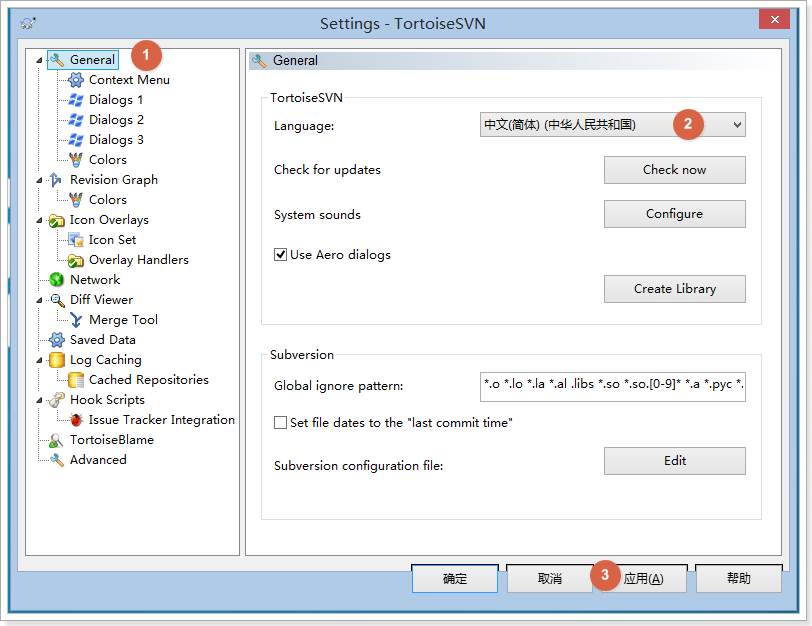 Settings - TortoiseSVN
General
1
Context Menu
Dialogs 1
Dialogs 2
Dialogs 3
Colors
Revision Graph
Colors
Icon Overlays
Icon Set
Overlay Handlers
Network
Diff Viewer
Merge Tool
Saved Data
Log Caching
Cached Repositories
Hook Scripts
Issue Tracker Integration
TortoiseBlame
Advanced
General
TortoiseSVN
Language:
中文(简体) (中华人民共和国)
2
Check for updates
Check now
System sounds
Configure
Use Aero dialogs
Create Library
Subversion
Global ignore pattern:
*.o *.lo *.la *.al .libs *.so *.so.[0-9]* *.a *.pyc *.
Set file dates to the "last commit time"
Subversion configuration file:
Edit
确定
取消
3
应用(A)
帮助